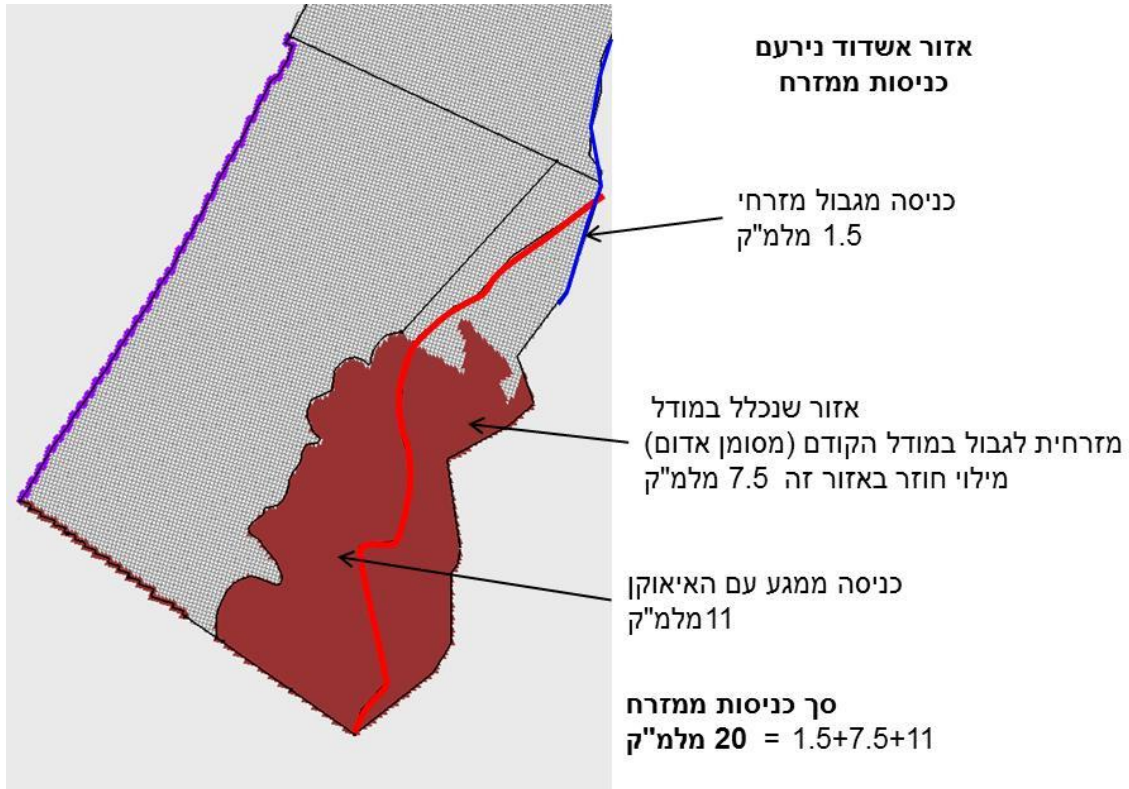 אזור אשדוד נירעם
כניסות ממזרח
כניסה מגבול מזרחי
1.5 מלמ"ק
אזור שנכלל במודל
מזרחית לגבול במודל הקודם (מסומן אדום)
מילוי חוזר באזור זה 7.5 מלמ"ק
כניסה ממגע עם האיאוקן
11מלמ"ק
סך כניסות ממזרח
1.5+7.5+11 = 20 מלמ"ק